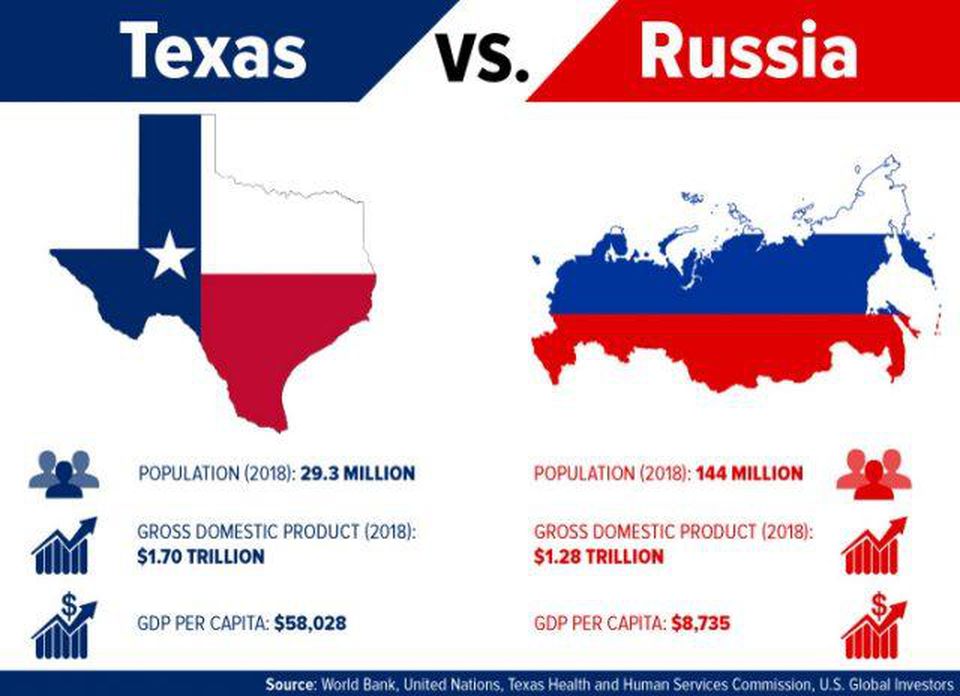 Texas VS. Russia
POPULATION (2018): 29.3 MILLION
GROSS DOMESTIC PRODUCT (2018):
$1.70 TRILLION
$
GDP PER CAPITA: $58,028
POPULATION (2018): 144 MILLION
GROSS DOMESTIC PRODUCT (2018):
$1.28 TRILLION
GDP PER CAPITA: $8,735
$
Source: World Bank, United Nations, Texas Health and Human Services Commission, U.S. Global Investors